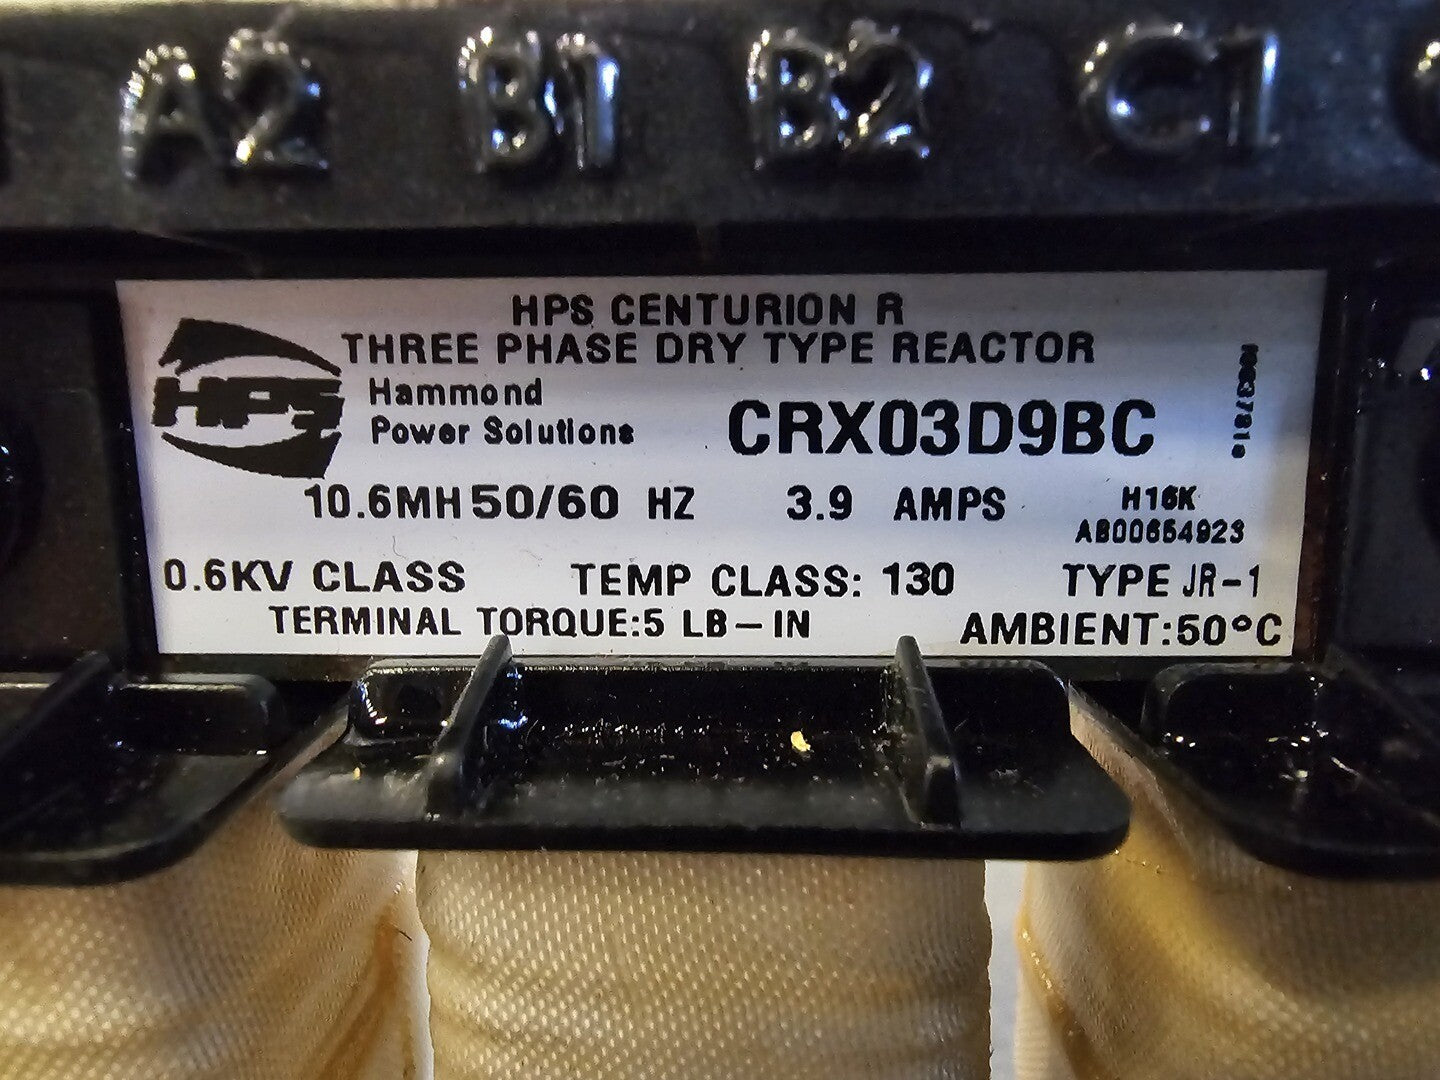 A2 B1 B2 C1
HPS CENTURION R
THREE PHASE DRY TYPE REACTOR
HPS
Hammond
Power Solutions
CRX03D9BC
10.6MH 50/60 HZ 3.9 AMPS
H16K
AB00654923
0.6KV CLASS TEMP CLASS: 130 TYPE JR-1
TERMINAL TORQUE:5 LB-IN AMBIENT:50°C